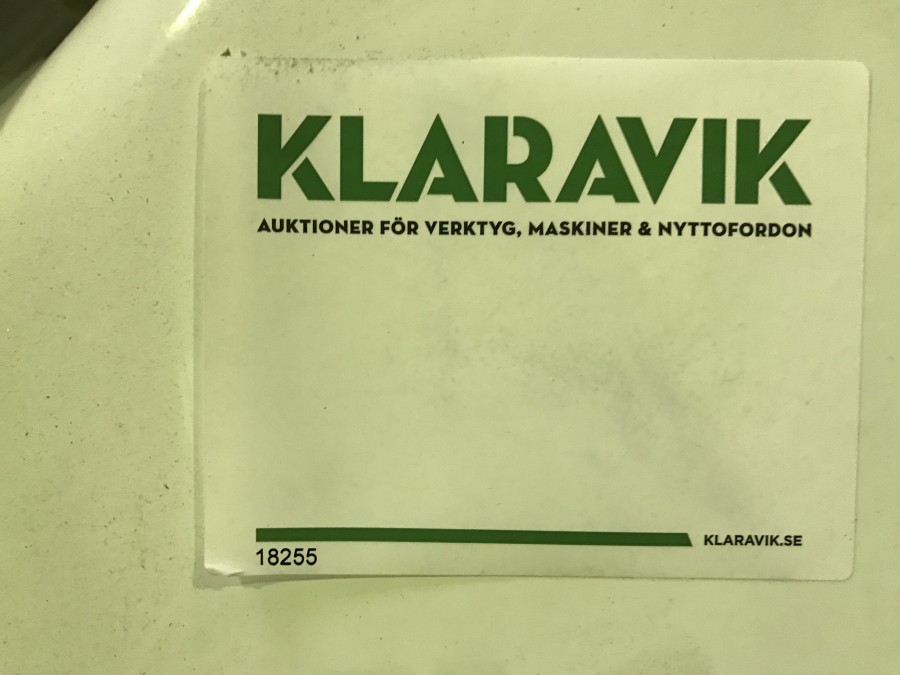 KLARAVIK
AUKTIONER FÖR VERKTYG, MASKINER & NYTTOFORDON
KLARAVIK.SE
18255